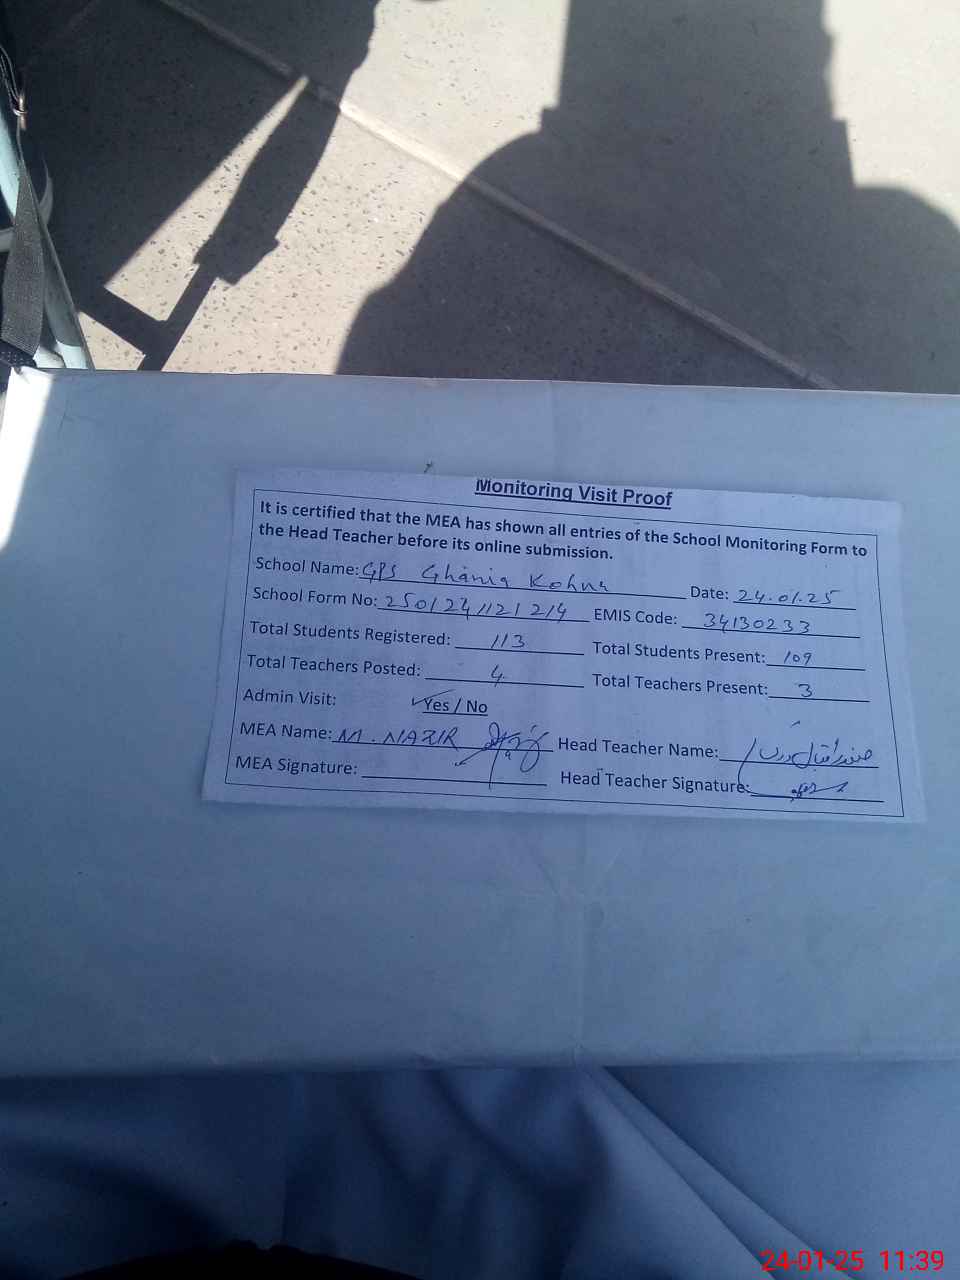 Monitoring Visit Proof
It is certified that the MEA has shown all entries of the School Monitoring Form to
the Head Teacher before its online submission.
School Name: GPS Ghania Kohna Date: 24.01.25
School Form No: EMIS Code: 34130233
Total Students Registered: 113 Total Students Present: 109
Total Teachers Posted: 4 Total Teachers Present: 3
Admin Visit: Yes / No
MEA Name: M. NAZIR Head Teacher Name:
MEA Signature: Head Teacher Signature:
24-01-25 11:39